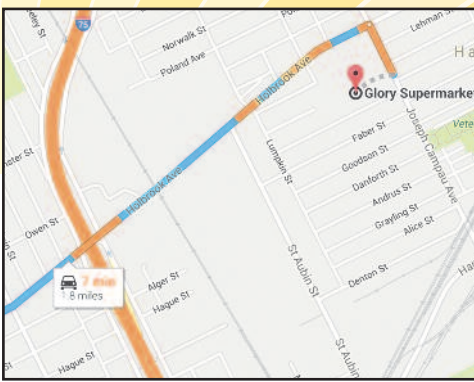 75
Norwalk St
Poland Ave
Lehman St
Holbrook Ave
Glory Supermarket
Joseph Campau Ave
Faber St
Goodson St
Danforth St
Andrus St
Grayling St
Alice St
Lumpkin St
Holbrook Ave
Owen St
7 min
1.8 miles
Alger St
Hague St
St Aubin St
Denton St
Hague St
St Aubin